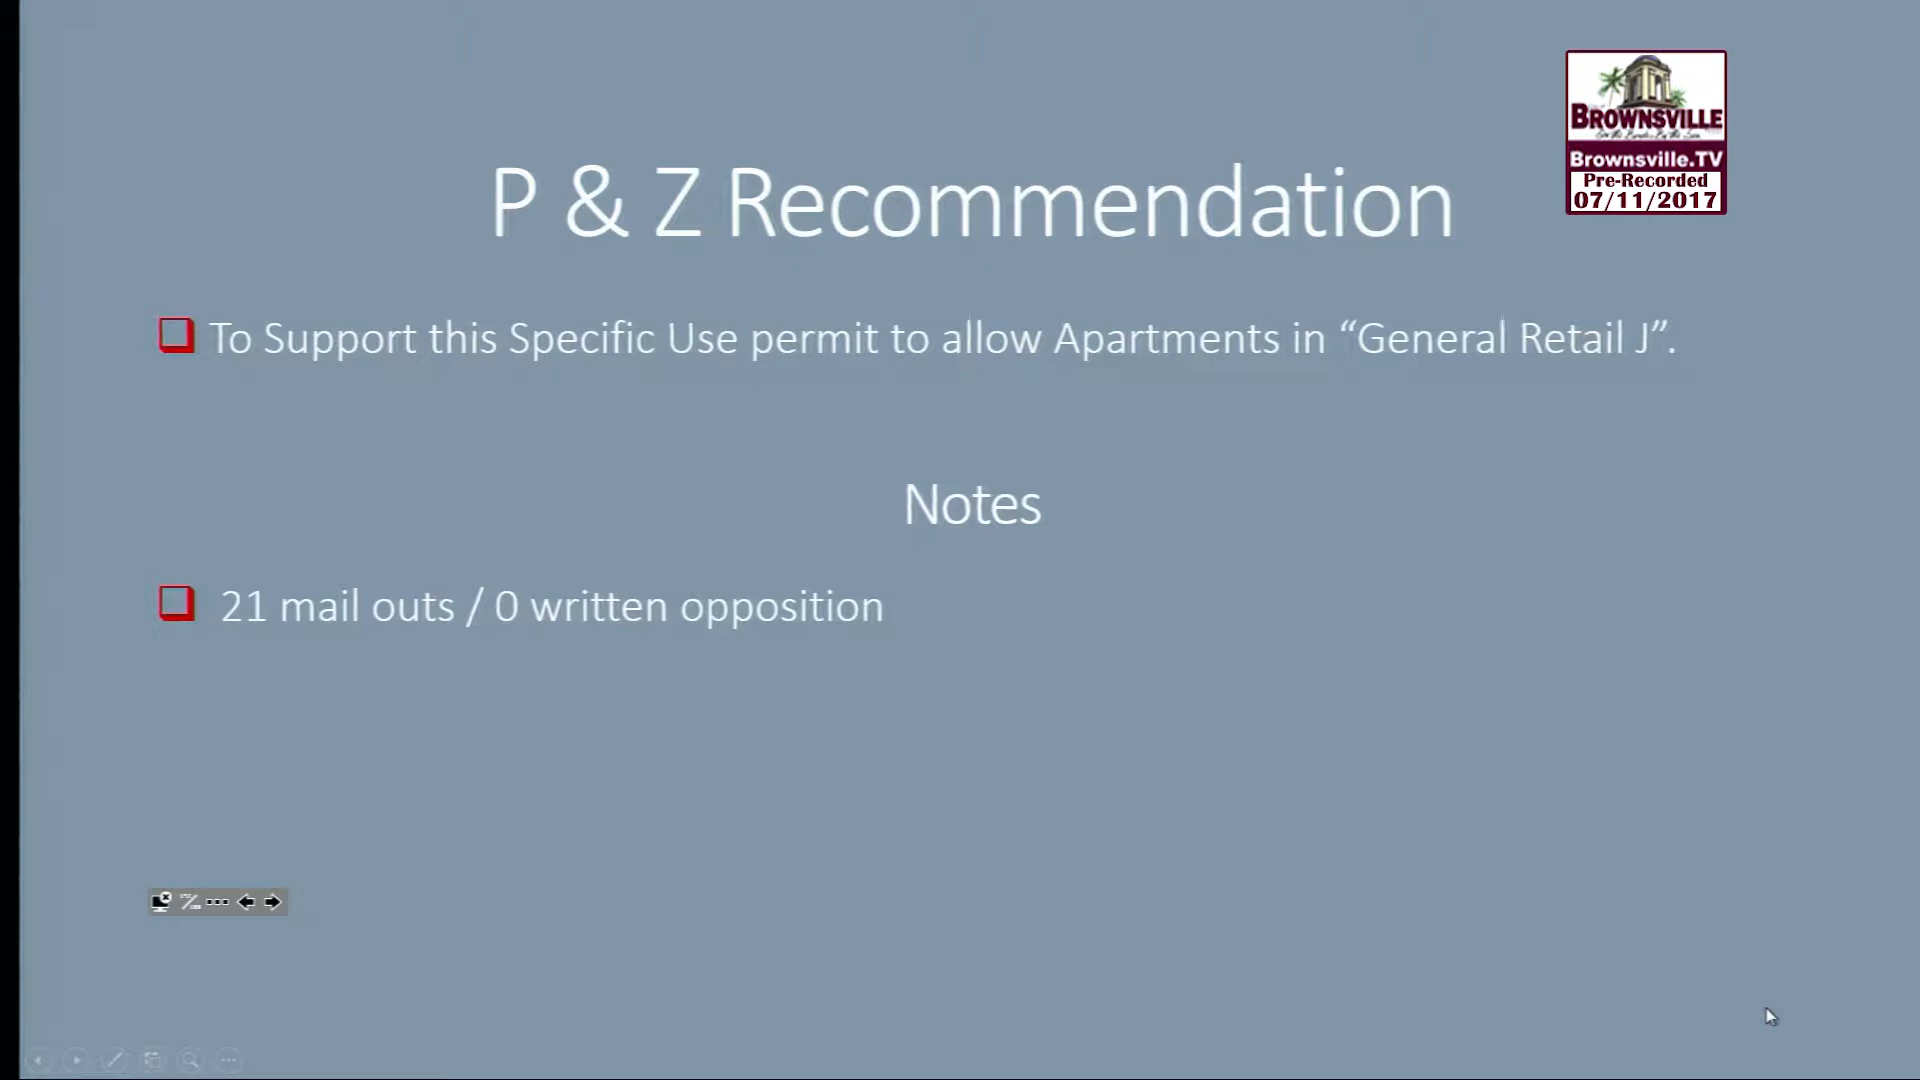 BROWNSVILLE
Brownsville.TV
Pre-Recorded
07/11/2017
P & Z Recommendation
To Support this Specific Use permit to allow Apartments in “General Retail J”.
Notes
21 mail outs / 0 written opposition